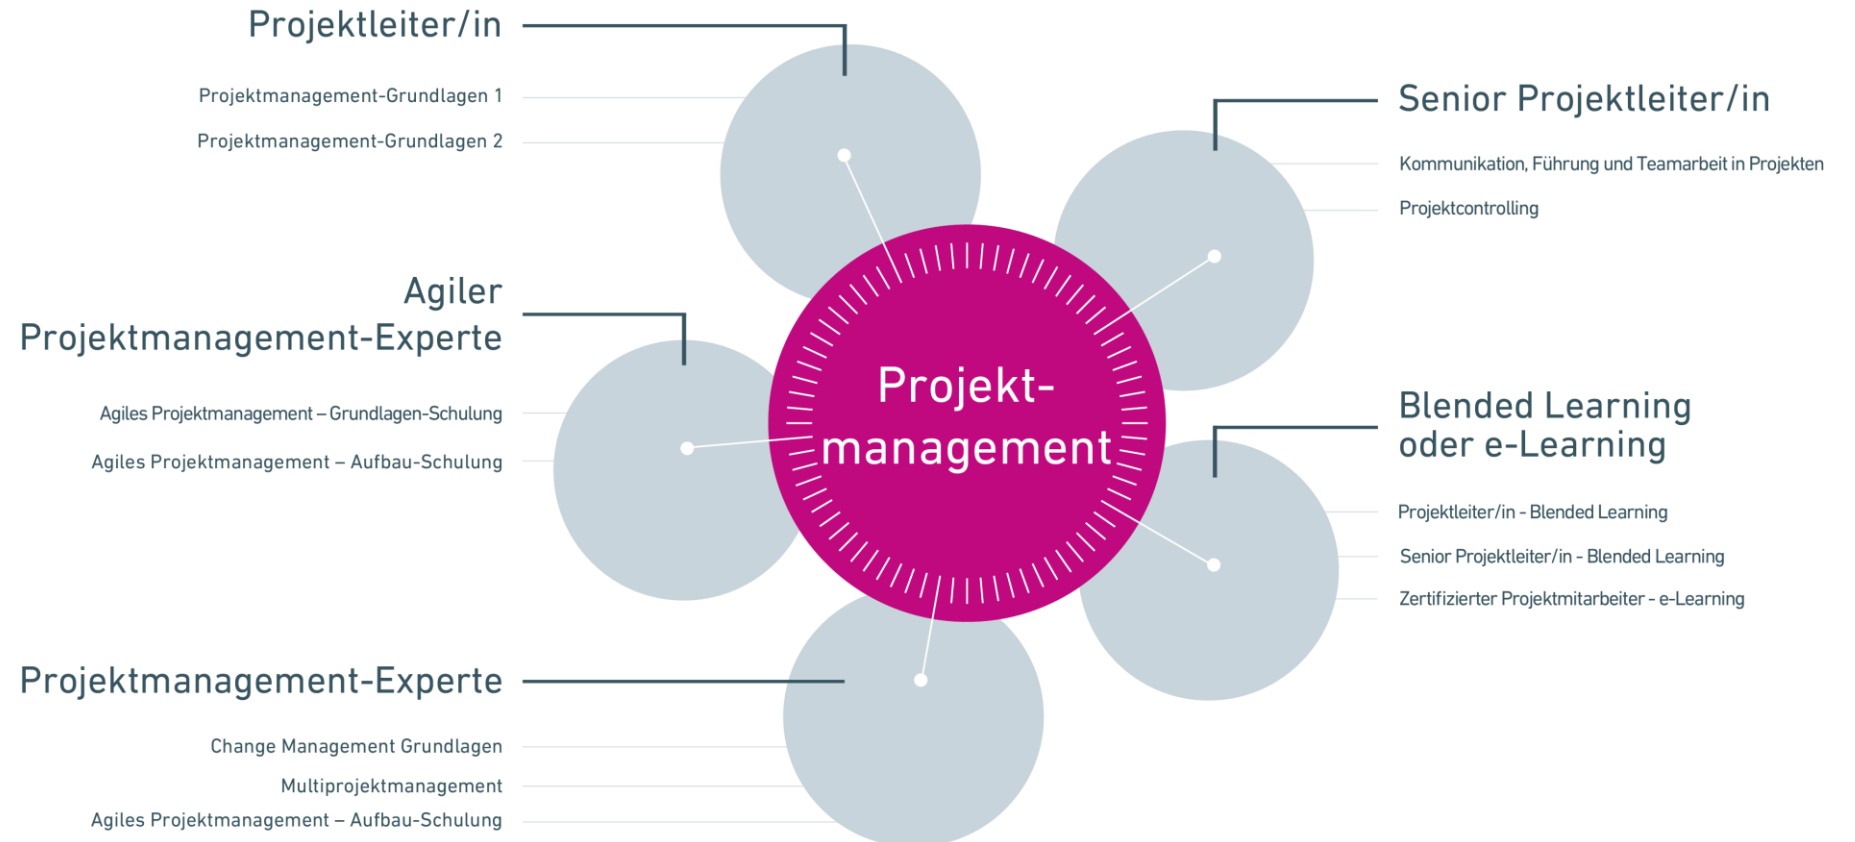 Projektleiter/in
Projektmanagement-Grundlagen 1
Projektmanagement-Grundlagen 2
Senior Projektleiter/in
Kommunikation, Führung und Teamarbeit in Projekten
Projektcontrolling
Agiler
Projektmanagement-Experte
Agiles Projektmanagement – Grundlagen-Schulung
Agiles Projektmanagement – Aufbau-Schulung
Projekt-
management
Blended Learning
oder e-Learning
Projektleiter/in - Blended Learning
Senior Projektleiter/in - Blended Learning
Zertifizierter Projektmitarbeiter - e-Learning
Projektmanagement-Experte
Change Management Grundlagen
Multiprojektmanagement
Agiles Projektmanagement – Aufbau-Schulung